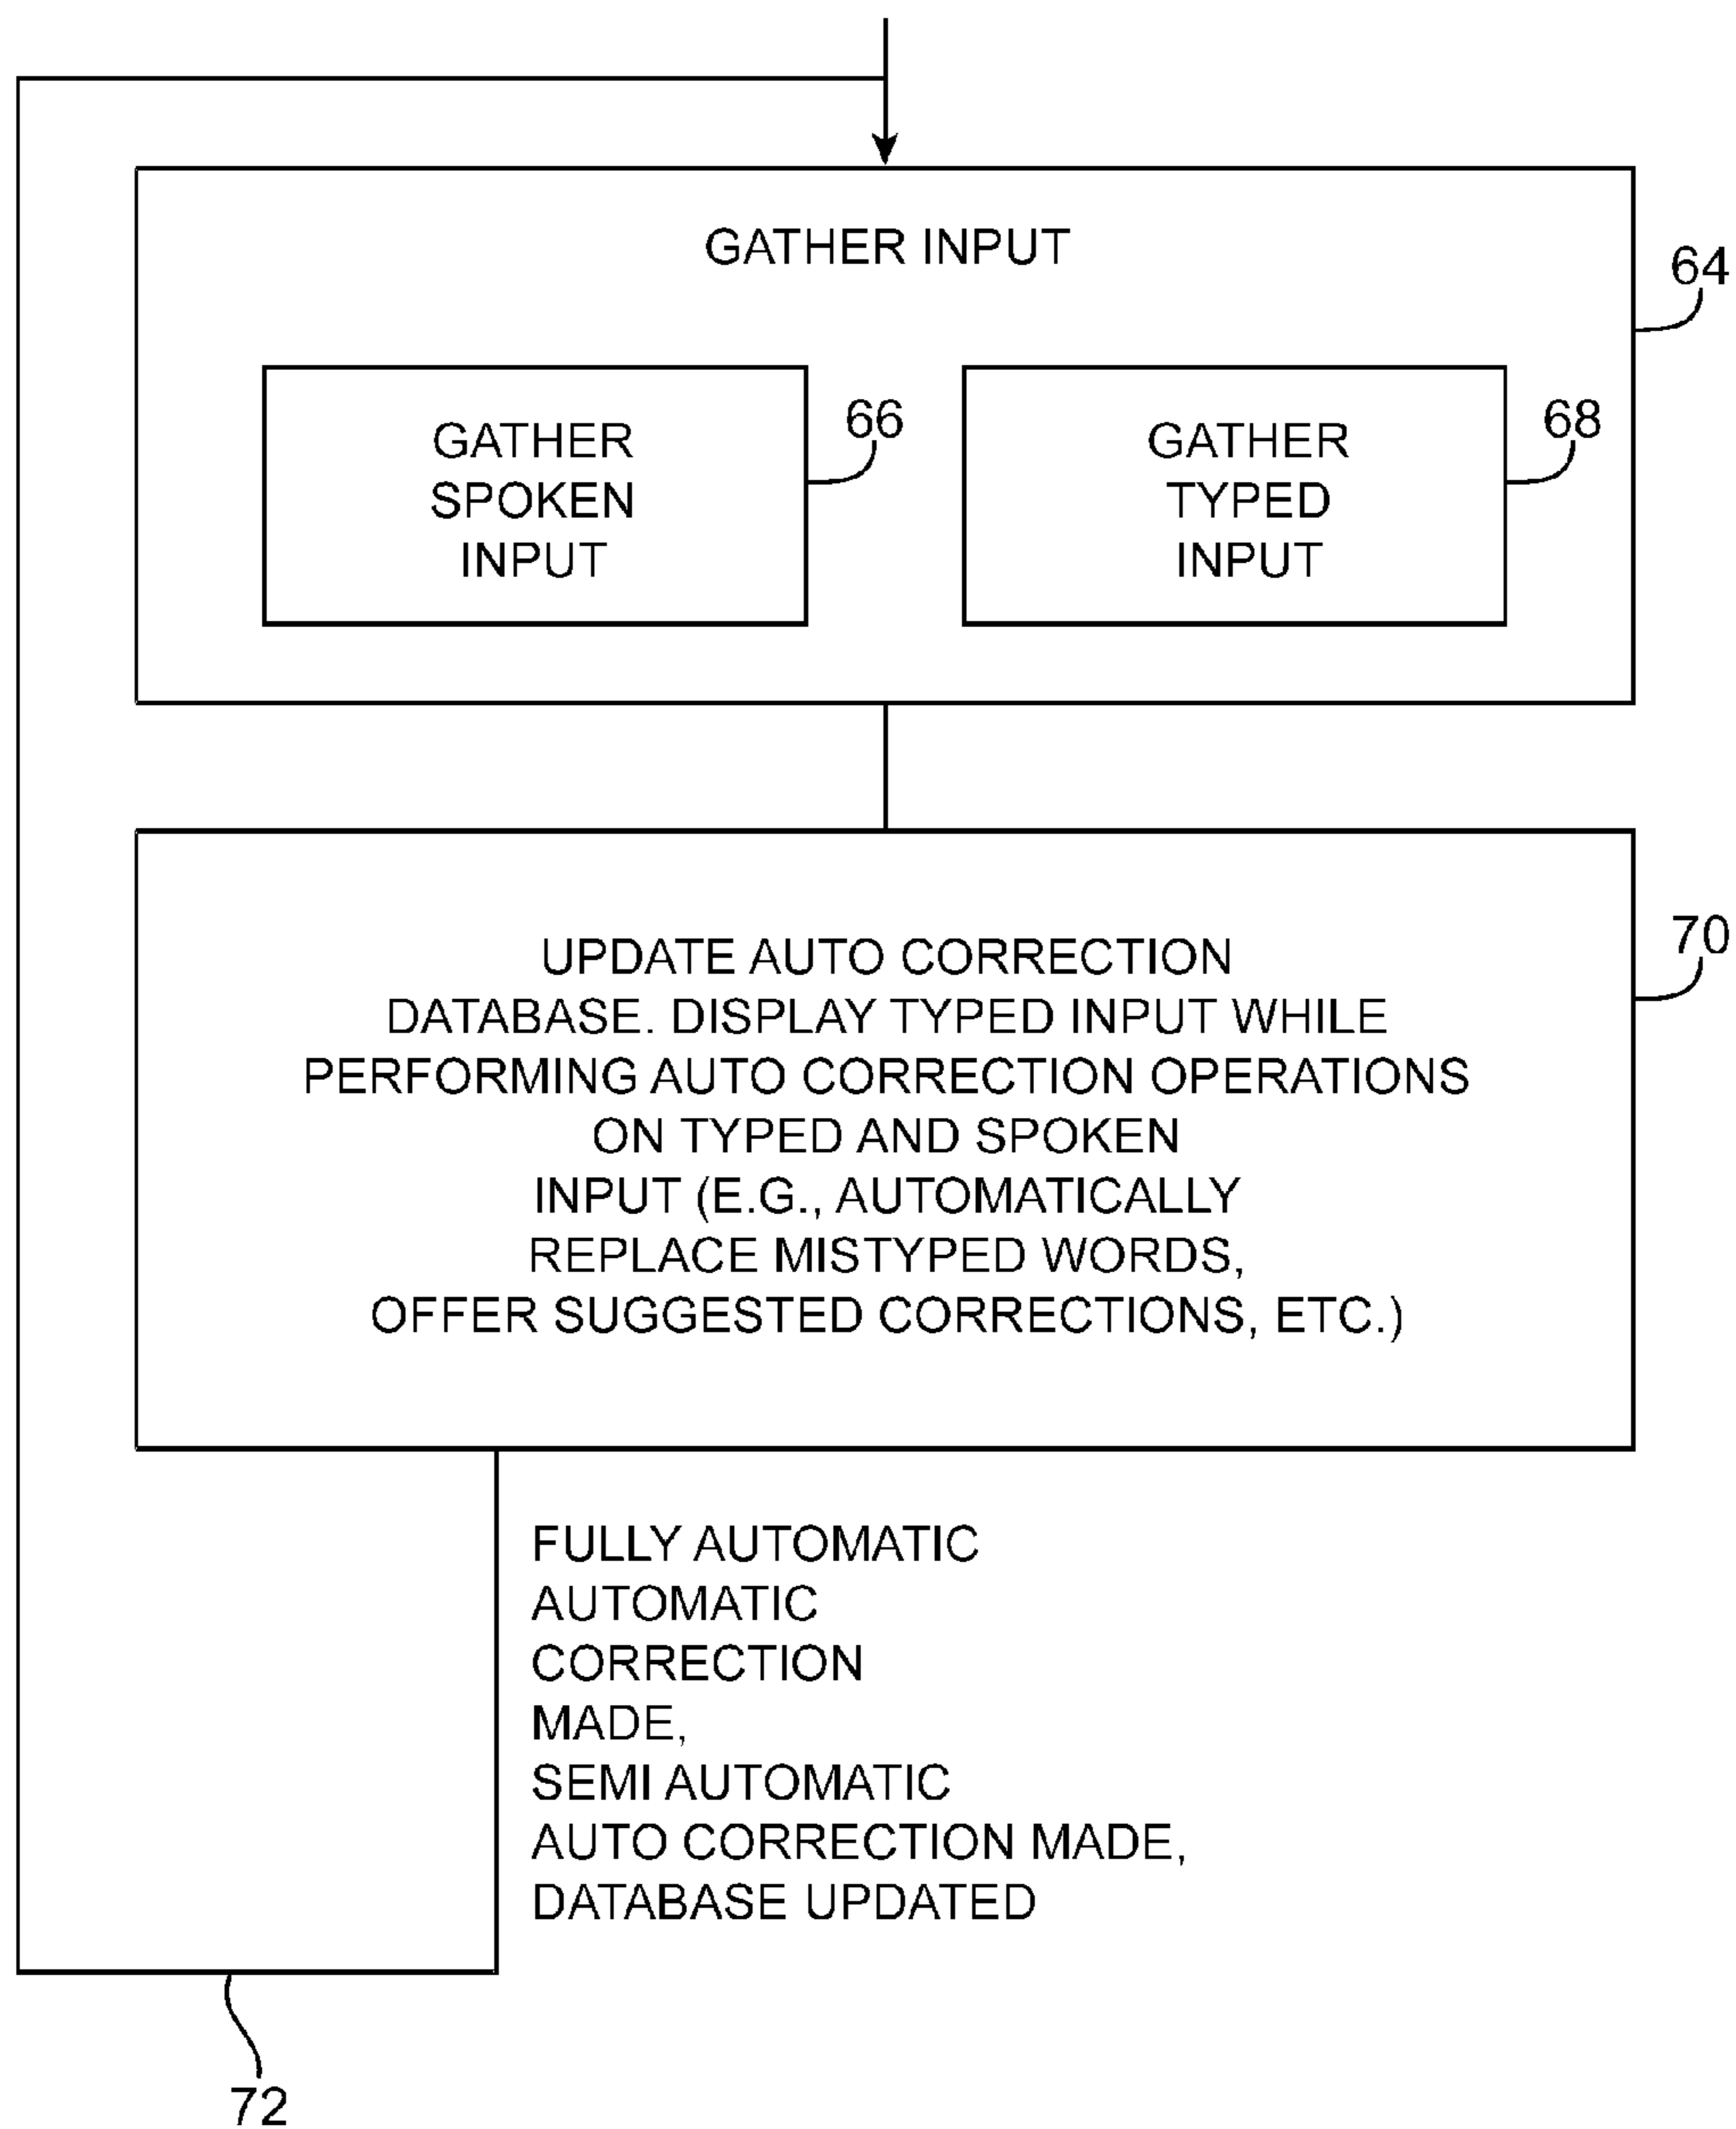 GATHER INPUT
64
GATHER
SPOKEN
INPUT
66
GATHER
TYPED
INPUT
68
UPDATE AUTO CORRECTION
DATABASE. DISPLAY TYPED INPUT WHILE
PERFORMING AUTO CORRECTION OPERATIONS
ON TYPED AND SPOKEN
INPUT (E.G., AUTOMATICALLY
REPLACE MISTYPED WORDS,
OFFER SUGGESTED CORRECTIONS, ETC.)
70
FULLY AUTOMATIC
AUTOMATIC
CORRECTION
MADE,
SEMI AUTOMATIC
AUTO CORRECTION MADE,
DATABASE UPDATED
72